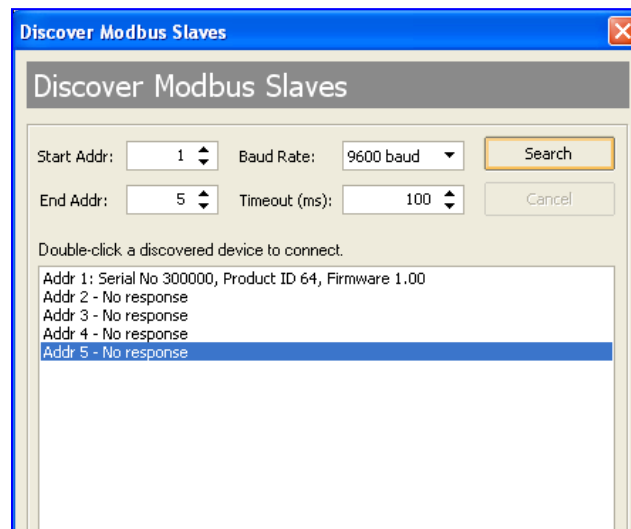 Discover Modbus Slaves
Discover Modbus Slaves
Start Addr: 1 Baud Rate: 9600 baud Search
End Addr: 5 Timeout (ms): 100 Cancel
Double-click a discovered device to connect.
Addr 1: Serial No 300000, Product ID 64, Firmware 1.00
Addr 2 - No response
Addr 3 - No response
Addr 4 - No response
Addr 5 - No response